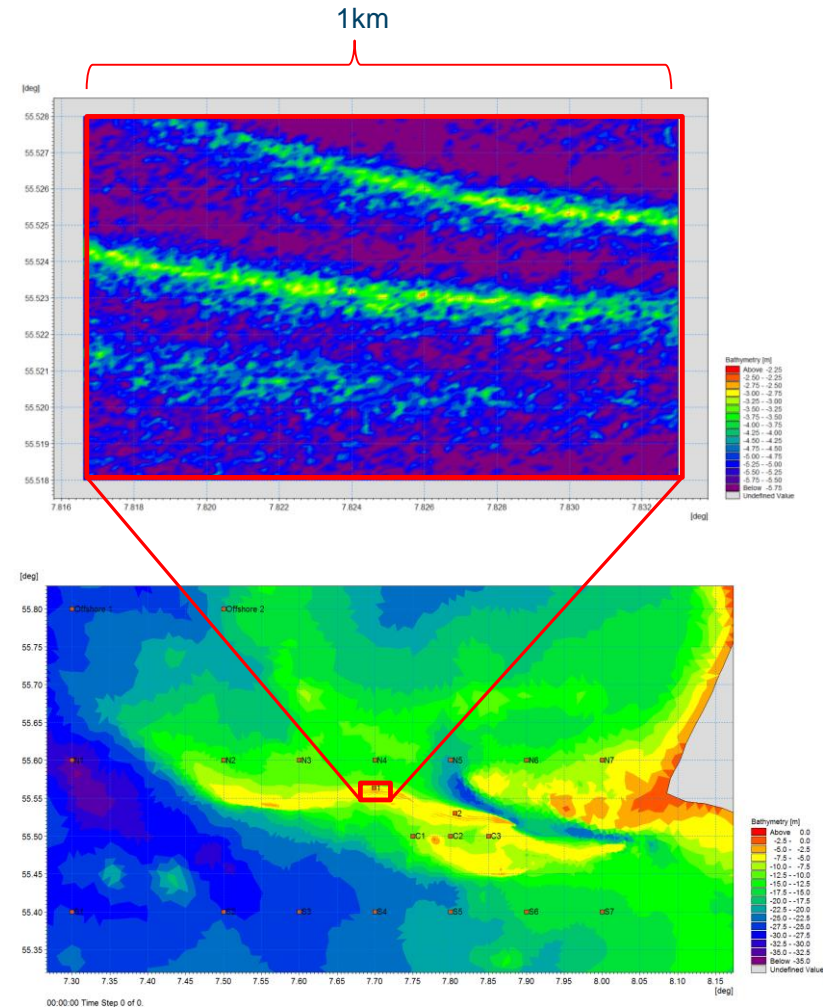 1km
[deg]
55.528
55.527
55.526
55.525
55.524
55.523
55.522
55.521
55.520
55.519
55.518
7.816 7.818 7.820 7.822 7.824 7.826 7.828 7.830 7.832
[deg]
Bathymetry [m]
Above -2.25
-2.50 - -2.25
-2.75 - -2.50
-3.00 - -2.75
-3.25 - -3.00
-3.50 - -3.25
-3.75 - -3.50
-4.00 - -3.75
-4.25 - -4.00
-4.50 - -4.25
-4.75 - -4.50
-5.00 - -4.75
-5.25 - -5.00
-5.50 - -5.25
-5.75 - -5.50
Below -5.75
Undefined Value
[deg]
55.80
55.75
55.70
55.65
55.60
55.55
55.50
55.45
55.40
55.35
Offshore 1 Offshore 2
N1 N2 N3 N4 N5 N6 N7
1
2
C1 C2 C3
S4 S5 S6 S7
7.30 7.35 7.40 7.45 7.50 7.55 7.60 7.65 7.70 7.75 7.80 7.85 7.90 7.95 8.00 8.05 8.10 8.15
[deg]
Bathymetry [m]
Above 0.0
-2.5 - 0.0
-5.0 - -2.5
-7.5 - -5.0
-10.0 - -7.5
-12.5 - -10.0
-15.0 - -12.5
-17.5 - -15.0
-20.0 - -17.5
-22.5 - -20.0
-25.0 - -22.5
-27.5 - -25.0
-30.0 - -27.5
-32.5 - -30.0
-35.0 - -32.5
Below -35.0
Undefined Value
00:00:00 Time Step 0 of 0.